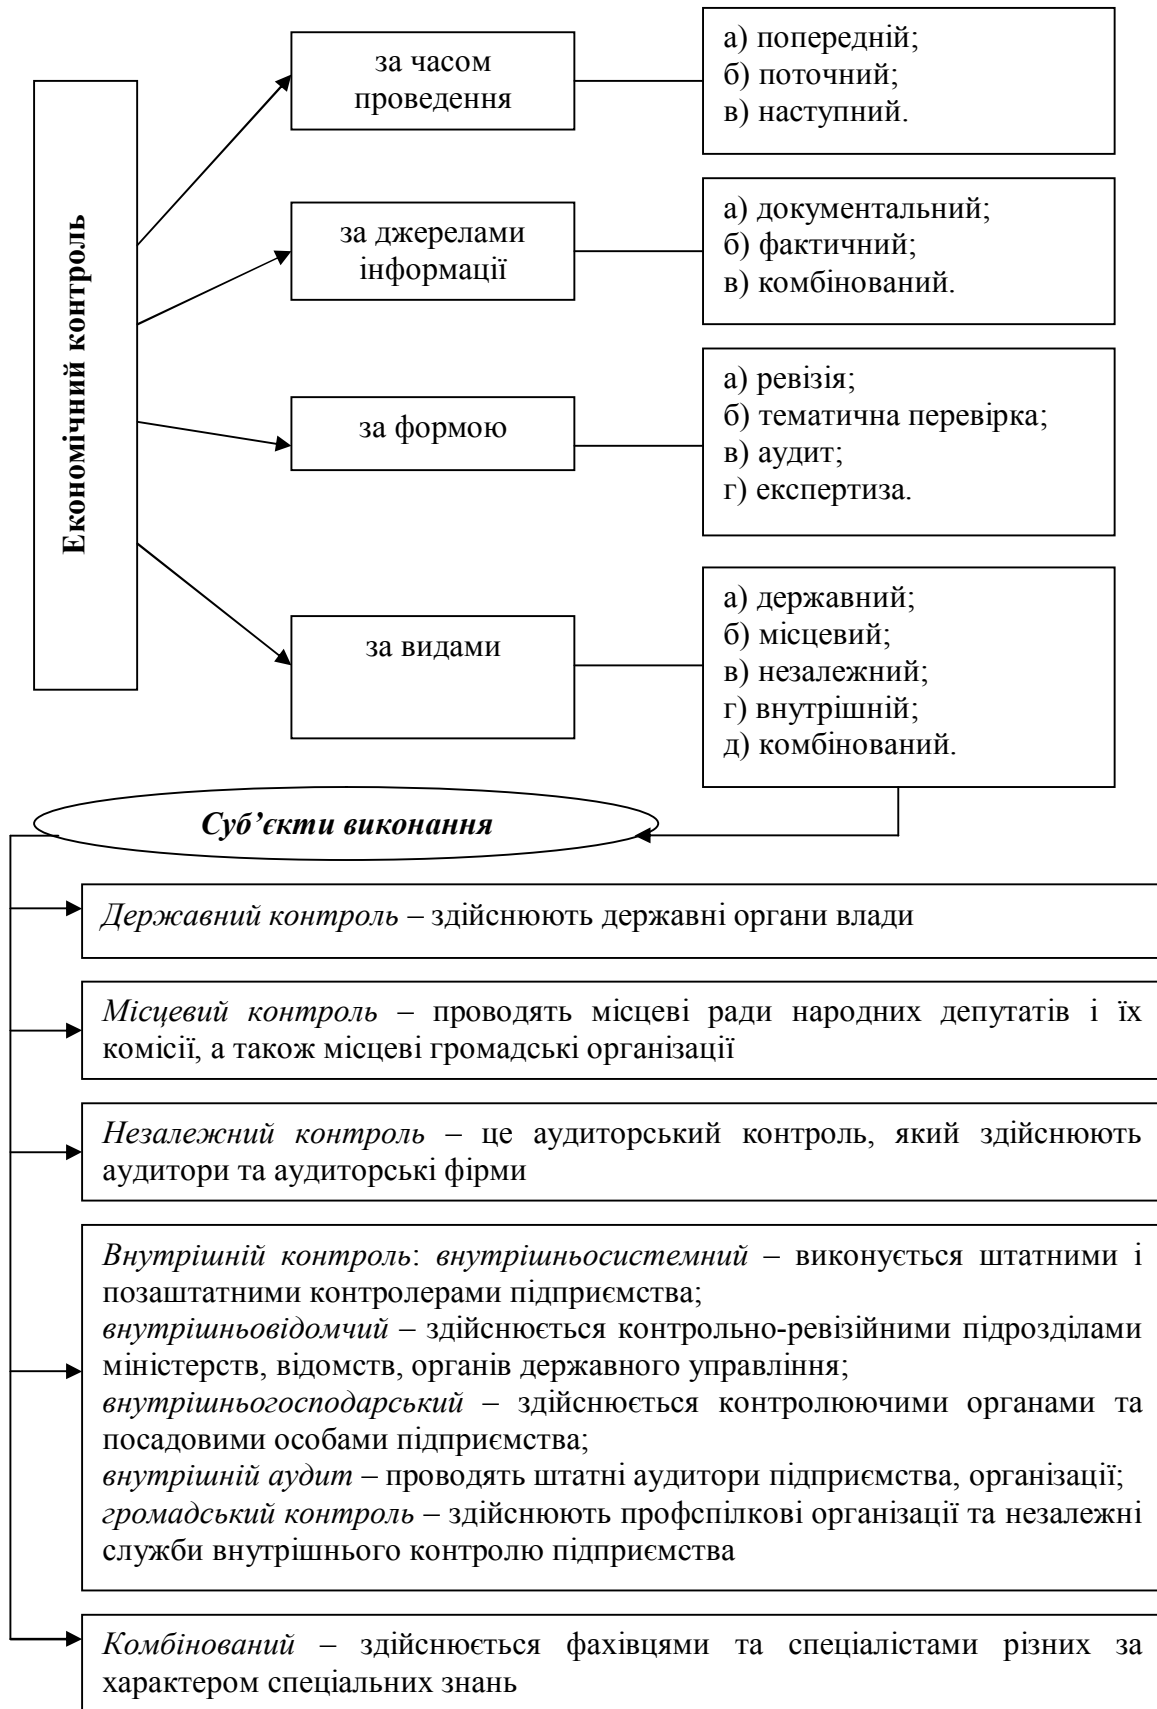 Економічний контроль
за часом
проведення
а) попередній;
б) поточний;
в) наступний.
за джерелами
інформації
а) документальний;
б) фактичний;
в) комбінований.
за формою
а) ревізія;
б) тематична перевірка;
в) аудит;
г) експертиза.
за видами
а) державний;
б) місцевий;
в) незалежний;
г) внутрішній;
д) комбінований.
Суб’єкти виконання
Державний контроль – здійснюють державні органи влади
Місцевий контроль – проводять місцеві ради народних депутатів і їх
комісії, а також місцеві громадські організації
Незалежний контроль – це аудиторський контроль, який здійснюють
аудитори та аудиторські фірми
Внутрішній контроль: внутрішньосистемний – виконується штатними і
позаштатними контролерами підприємства;
внутрішньовідомчий – здійснюється контрольно-ревізійними підрозділами
міністерств, відомств, органів державного управління;
внутрішньогосподарський – здійснюється контролюючими органами та
посадовими особами підприємства;
внутрішній аудит – проводять штатні аудитори підприємства, організації;
громадський контроль – здійснюють профспілкові організації та незалежні
служби внутрішнього контролю підприємства
Комбінований – здійснюється фахівцями та спеціалістами різних за
характером спеціальних знань